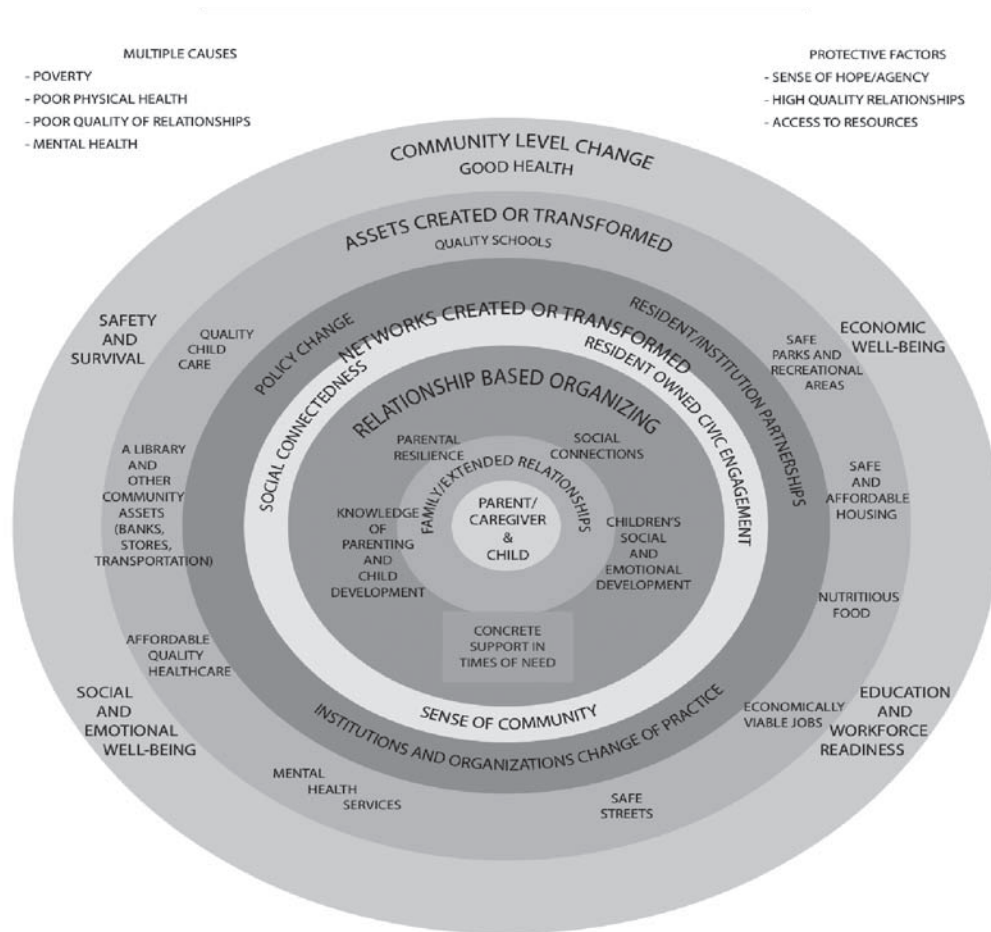 MULTIPLE CAUSES
- POVERTY
- POOR PHYSICAL HEALTH
- POOR QUALITY OF RELATIONSHIPS
- MENTAL HEALTH
PROTECTIVE FACTORS
- SENSE OF HOPE/AGENCY
- HIGH QUALITY RELATIONSHIPS
- ACCESS TO RESOURCES
COMMUNITY LEVEL CHANGE
GOOD HEALTH
SAFETY
AND
SURVIVAL
ECONOMIC
WELL-BEING
SOCIAL
AND
EMOTIONAL
WELL-BEING
EDUCATION
AND
WORKFORCE
READINESS
ASSETS CREATED OR TRANSFORMED
QUALITY SCHOOLS
QUALITY
CHILD
CARE
SAFE
PARKS AND
RECREATIONAL
AREAS
A LIBRARY
AND
OTHER
COMMUNITY
ASSETS
(BANKS,
STORES,
TRANSPORTATION)
SAFE
AND
AFFORDABLE
HOUSING
NUTRITIIOUS
FOOD
AFFORDABLE
QUALITY
HEALTHCARE
ECONOMICALLY
VIABLE JOBS
MENTAL
HEALTH
SERVICES
SAFE
STREETS
NETWORKS CREATED OR TRANSFORMED
POLICY CHANGE
RESIDENT/INSTITUTION PARTNERSHIPS
INSTITUTIONS AND ORGANIZATIONS CHANGE OF PRACTICE
SOCIAL CONNECTEDNESS
RESIDENT OWNED CIVIC ENGAGEMENT
SENSE OF COMMUNITY
RELATIONSHIP BASED ORGANIZING
PARENTAL
RESILIENCE
SOCIAL
CONNECTIONS
KNOWLEDGE
OF
PARENTING
AND
CHILD
DEVELOPMENT
CHILDREN'S
SOCIAL
AND
EMOTIONAL
DEVELOPMENT
CONCRETE
SUPPORT IN
TIMES OF NEED
FAMILY/EXTENDED RELATIONSHIPS
PARENT/
CAREGIVER
&
CHILD